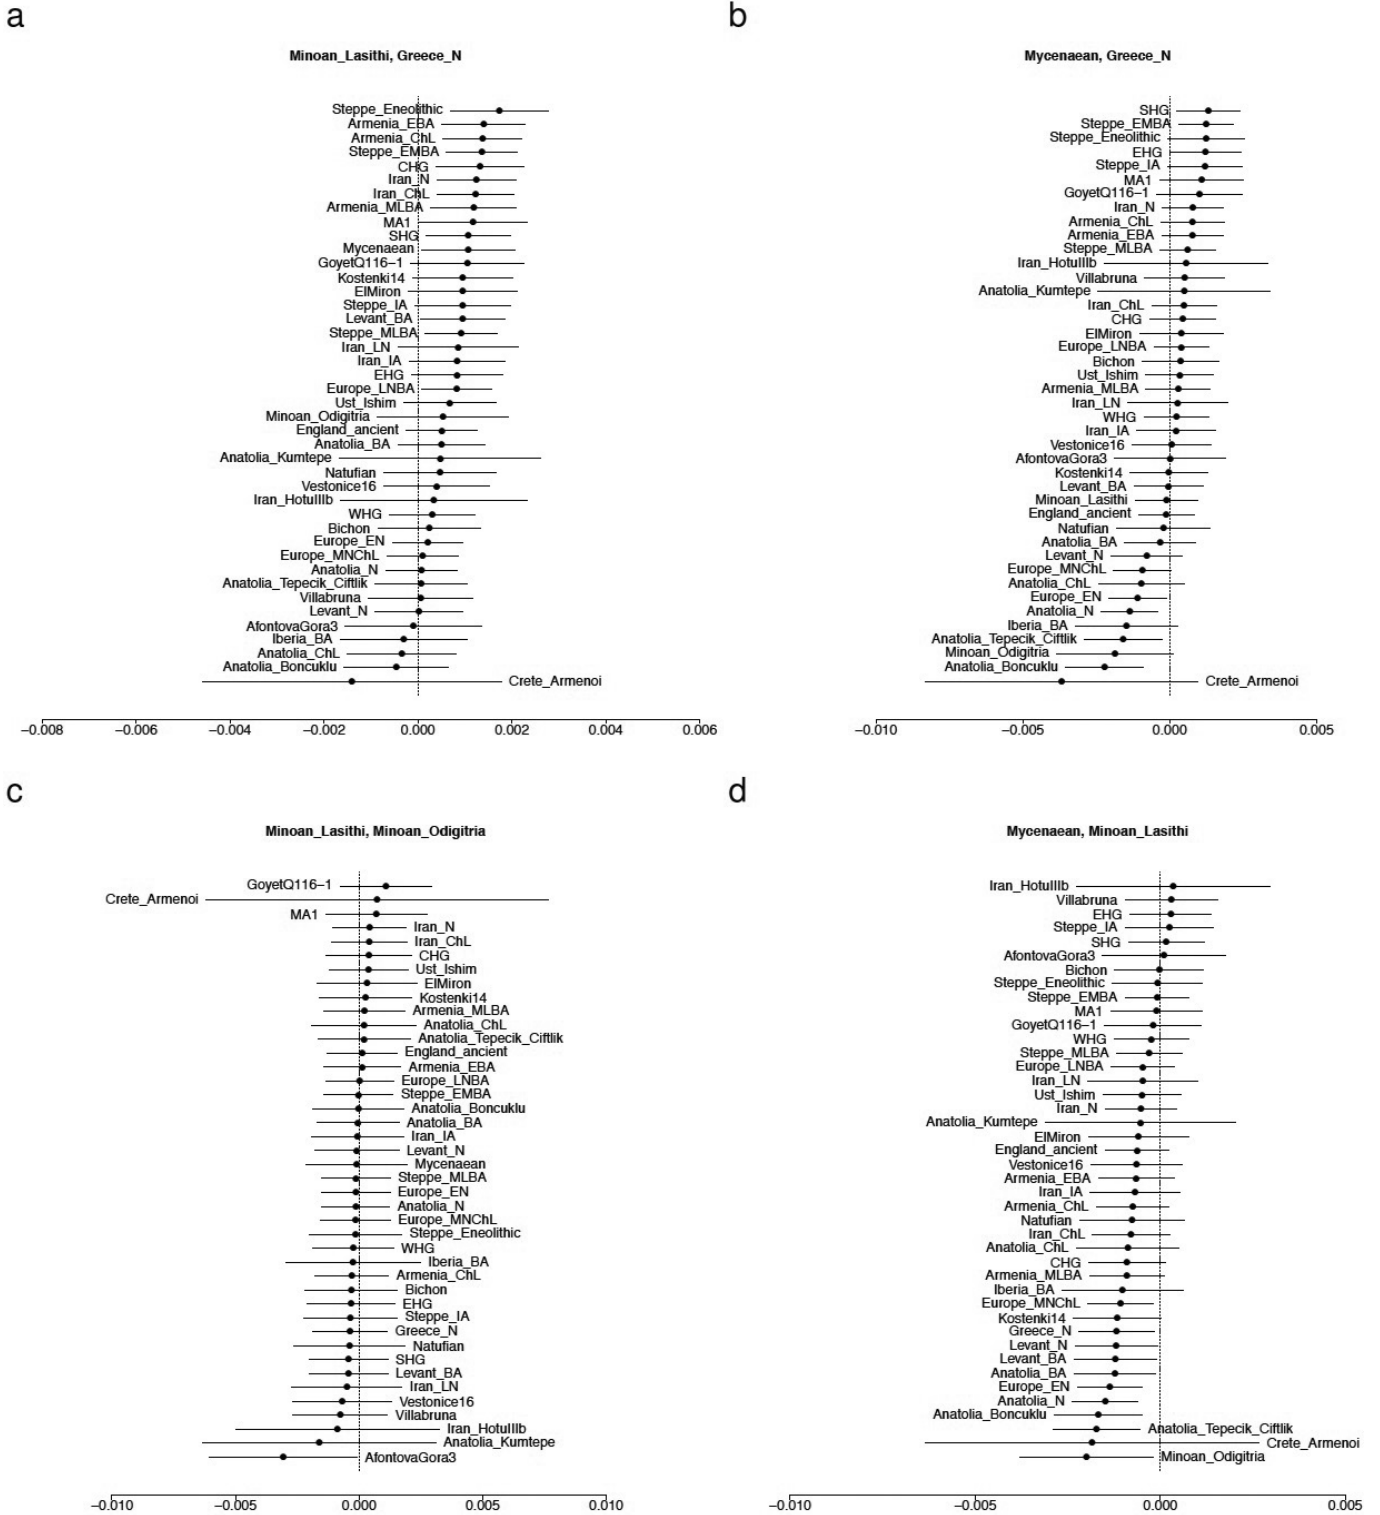 a
Minoan_Lasithi, Greece_N
Steppe_Eneolithic
Armenia_EBA
Armenia_ChL
Steppe_EMBA
CHG
Iran_N
Iran_ChL
Armenia_MLBA
MA1
SHG
Mycenaean
GoyetQ116−1
Kostenki14
ElMiron
Steppe_IA
Levant_BA
Steppe_MLBA
Iran_LN
Iran_IA
EHG
Europe_LNBA
Ust_Ishim
Minoan_Odigitria
England_ancient
Anatolia_BA
Anatolia_Kumtepe
Natufian
Vestonice16
Iran_HotuIIIb
WHG
Bichon
Europe_EN
Europe_MNChL
Anatolia_N
Anatolia_Tepecik_Ciftlik
Villabruna
Levant_N
AfontovaGora3
Iberia_BA
Anatolia_ChL
Anatolia_Boncuklu
Crete_Armenoi
−0.008 −0.006 −0.004 −0.002 0.000 0.002 0.004 0.006
b
Mycenaean, Greece_N
SHG
Steppe_EMBA
Steppe_Eneolithic
EHG
Steppe_IA
MA1
GoyetQ116−1
Iran_N
Armenia_ChL
Armenia_EBA
Steppe_MLBA
Iran_HotuIIIb
Villabruna
Anatolia_Kumtepe
Iran_ChL
CHG
ElMiron
Europe_LNBA
Bichon
Ust_Ishim
Armenia_MLBA
Iran_LN
WHG
Iran_IA
Vestonice16
AfontovaGora3
Kostenki14
Levant_BA
Minoan_Lasithi
England_ancient
Natufian
Anatolia_BA
Levant_N
Europe_MNChL
Anatolia_ChL
Europe_EN
Anatolia_N
Iberia_BA
Anatolia_Tepecik_Ciftlik
Minoan_Odigitria
Anatolia_Boncuklu
Crete_Armenoi
−0.010 −0.005 0.000 0.005
c
Minoan_Lasithi, Minoan_Odigitria
GoyetQ116−1
Crete_Armenoi
MA1
Iran_N
Iran_ChL
CHG
Ust_Ishim
ElMiron
Kostenki14
Armenia_MLBA
Anatolia_ChL
Anatolia_Tepecik_Ciftlik
England_ancient
Armenia_EBA
Europe_LNBA
Steppe_EMBA
Anatolia_Boncuklu
Anatolia_BA
Iran_IA
Levant_N
Mycenaean
Steppe_MLBA
Europe_EN
Anatolia_N
Europe_MNChL
Steppe_Eneolithic
WHG
Iberia_BA
Armenia_ChL
Bichon
EHG
Steppe_IA
Greece_N
Natufian
SHG
Levant_BA
Iran_LN
Vestonice16
Villabruna
Iran_HotuIIIb
Anatolia_Kumtepe
AfontovaGora3
−0.010 −0.005 0.000 0.005 0.010
d
Mycenaean, Minoan_Lasithi
Iran_HotuIIIb
Villabruna
EHG
Steppe_IA
SHG
AfontovaGora3
Bichon
Steppe_Eneolithic
Steppe_EMBA
MA1
GoyetQ116−1
WHG
Steppe_MLBA
Europe_LNBA
Iran_LN
Ust_Ishim
Iran_N
Anatolia_Kumtepe
ElMiron
England_ancient
Vestonice16
Armenia_EBA
Iran_IA
Armenia_ChL
Natufian
Iran_ChL
Anatolia_ChL
CHG
Armenia_MLBA
Iberia_BA
Europe_MNChL
Kostenki14
Greece_N
Levant_N
Levant_BA
Anatolia_BA
Europe_EN
Anatolia_N
Anatolia_Boncuklu
Anatolia_Tepecik_Ciftlik
Crete_Armenoi
Minoan_Odigitria
−0.010 −0.005 0.000 0.005